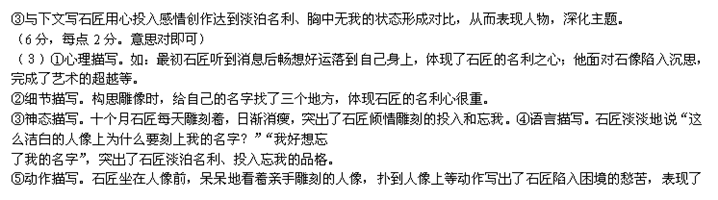 ③与下文写石匠用心投入感情创作达到淡泊名利、胸中无我的状态形成对比，从而表现人物，深化主题。
（6分，每点2分。意思对即可）
（3）①心理描写。如：最初石匠听到消息后畅想好运落到自己身上，体现了石匠的名利之心；他面对石像陷入沉思，
完成了艺术的超越等。
②细节描写。构思雕像时，给自己的名字找了三个地方，体现石匠的名利心很重。
③神态描写。十个月石匠每天雕刻着，日渐消瘦，突出了石匠倾情雕刻的投入和忘我。④语言描写。石匠淡淡地说“这
么洁白的人像上为什么要刻上我的名字？”“我好想忘
了我的名字”，突出了石匠淡泊名利、投入忘我的品格。
⑤动作描写。石匠坐在人像前，呆呆地看着亲手雕刻的人像，扑到人像上等动作写出了石匠陷入困境的愁苦，表现了